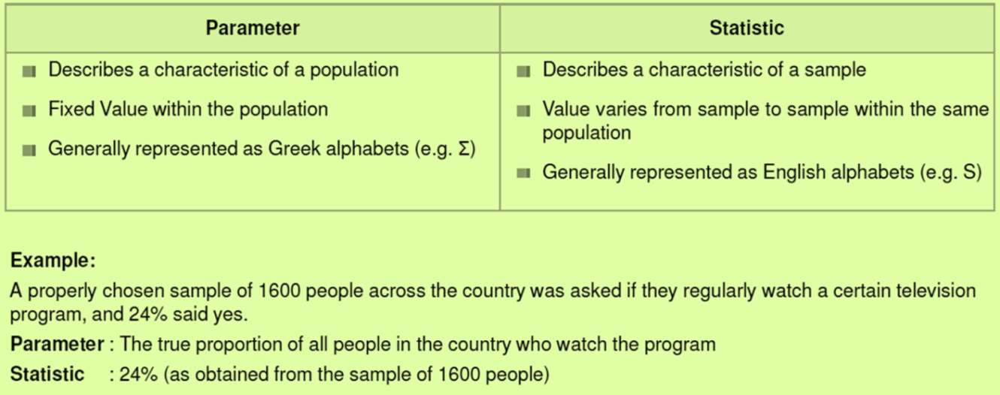 Parameter
Statistic
Describes a characteristic of a population
Fixed Value within the population
Generally represented as Greek alphabets (e.g. Σ)
Describes a characteristic of a sample
Value varies from sample to sample within the same
population
Generally represented as English alphabets (e.g. S)
Example:
A properly chosen sample of 1600 people across the country was asked if they regularly watch a certain television
program, and 24% said yes.
Parameter : The true proportion of all people in the country who watch the program
Statistic : 24% (as obtained from the sample of 1600 people)